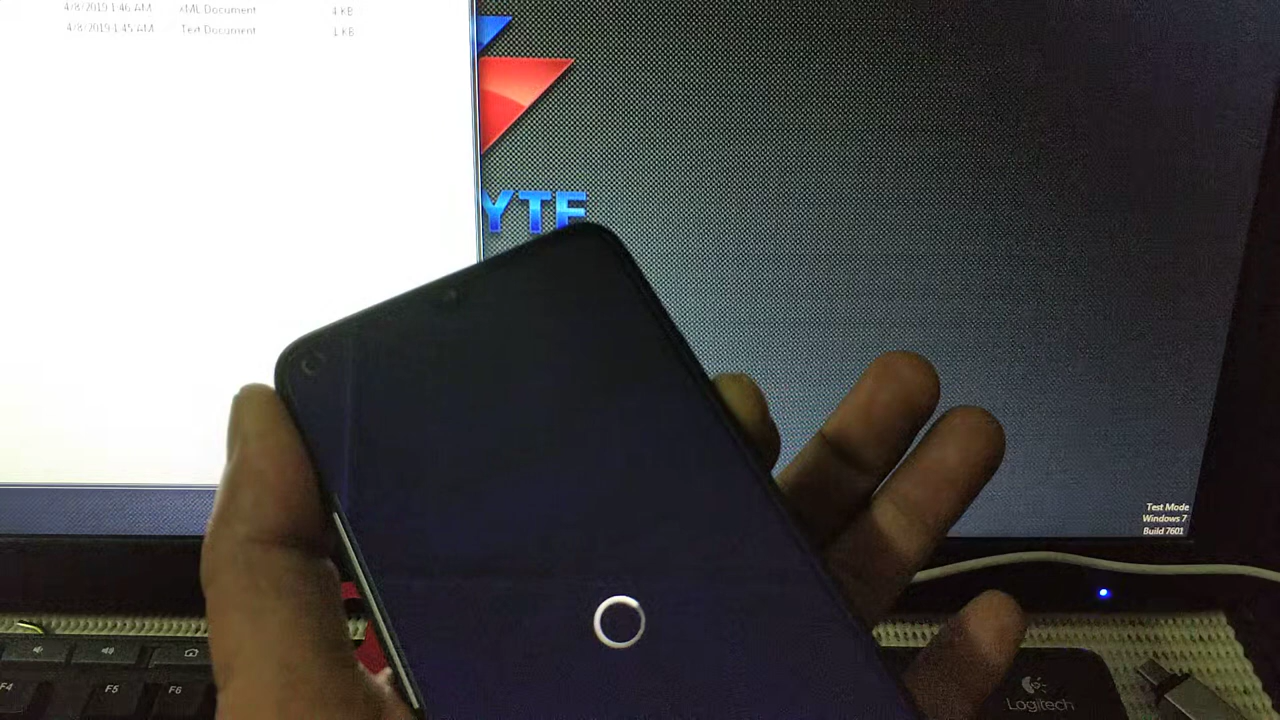 4/8/2019 1:46 AM XML Document 4 KB
4/8/2019 1:45 AM Text Document 1 KB
YTE
Test Mode
Windows 7
Build 7601
F4 F5 F6
Logitech